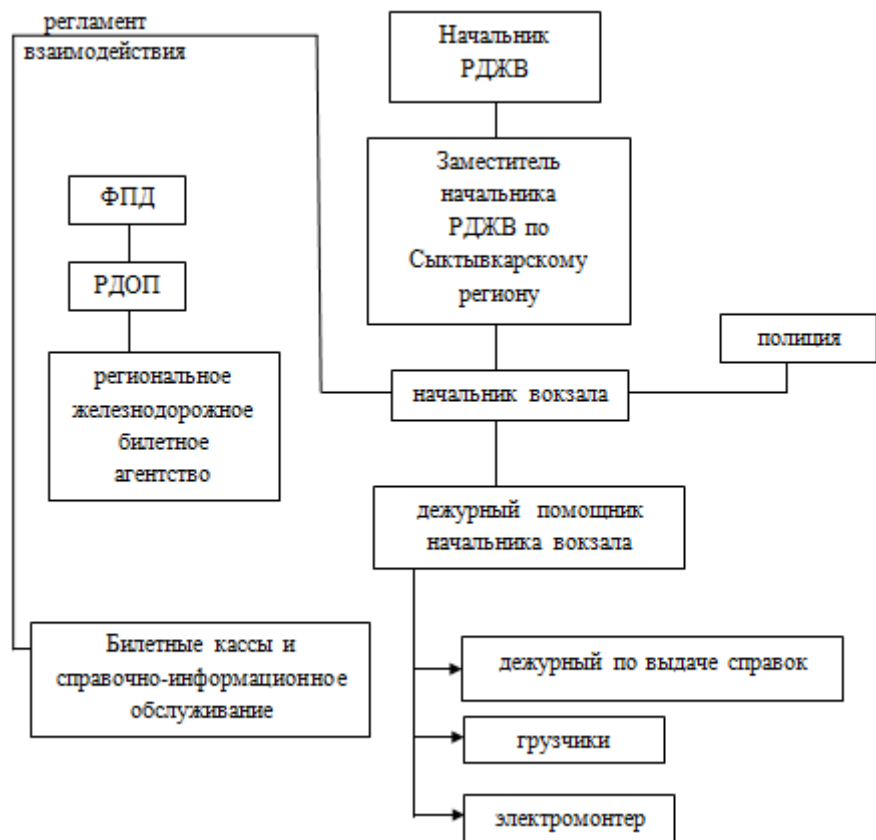 регламент
взаимодействия
Начальник
РДЖВ
Заместитель
начальника
РДЖВ по
Сыктывкарскому
региону
ФПД
РДОП
региональное
железнодорожное
билетное
агентство
полиция
начальник вокзала
дежурный помощник
начальника вокзала
Билетные кассы и
справочно-информационное
обслуживание
дежурный по выдаче справок
грузчики
электромонтер